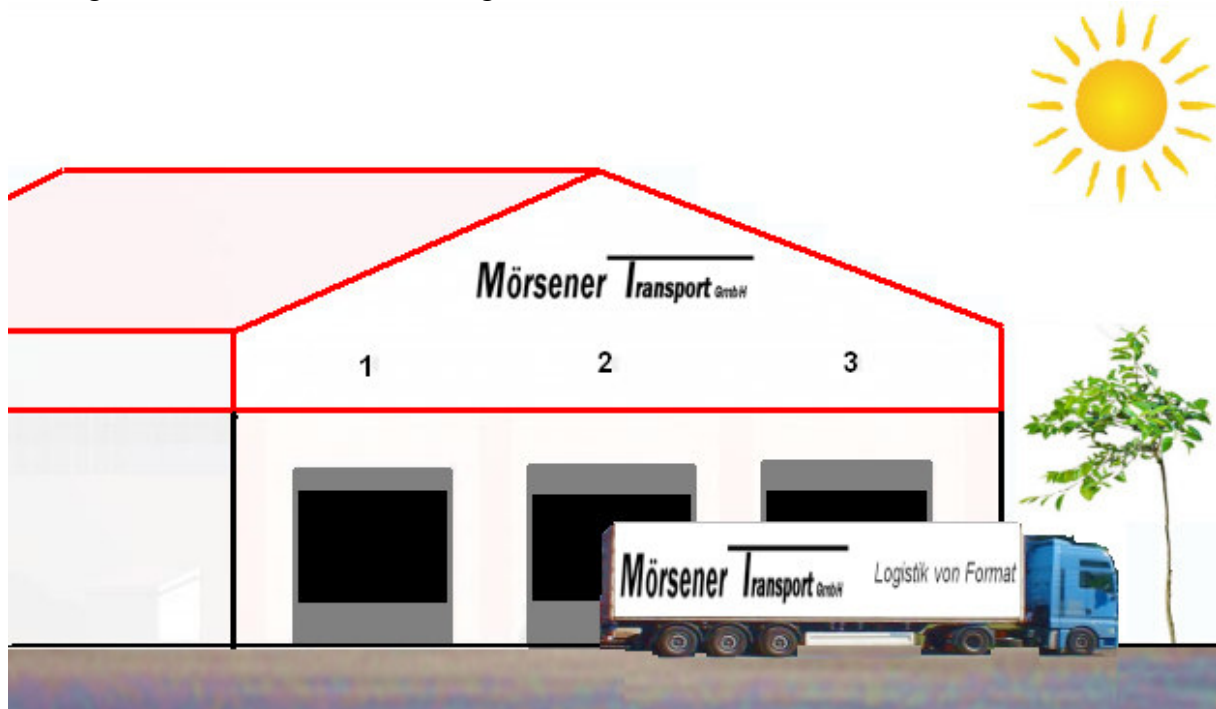 Mörsener Transport GmbH
1 2 3
Mörsener Transport GmbH Logistik von Format